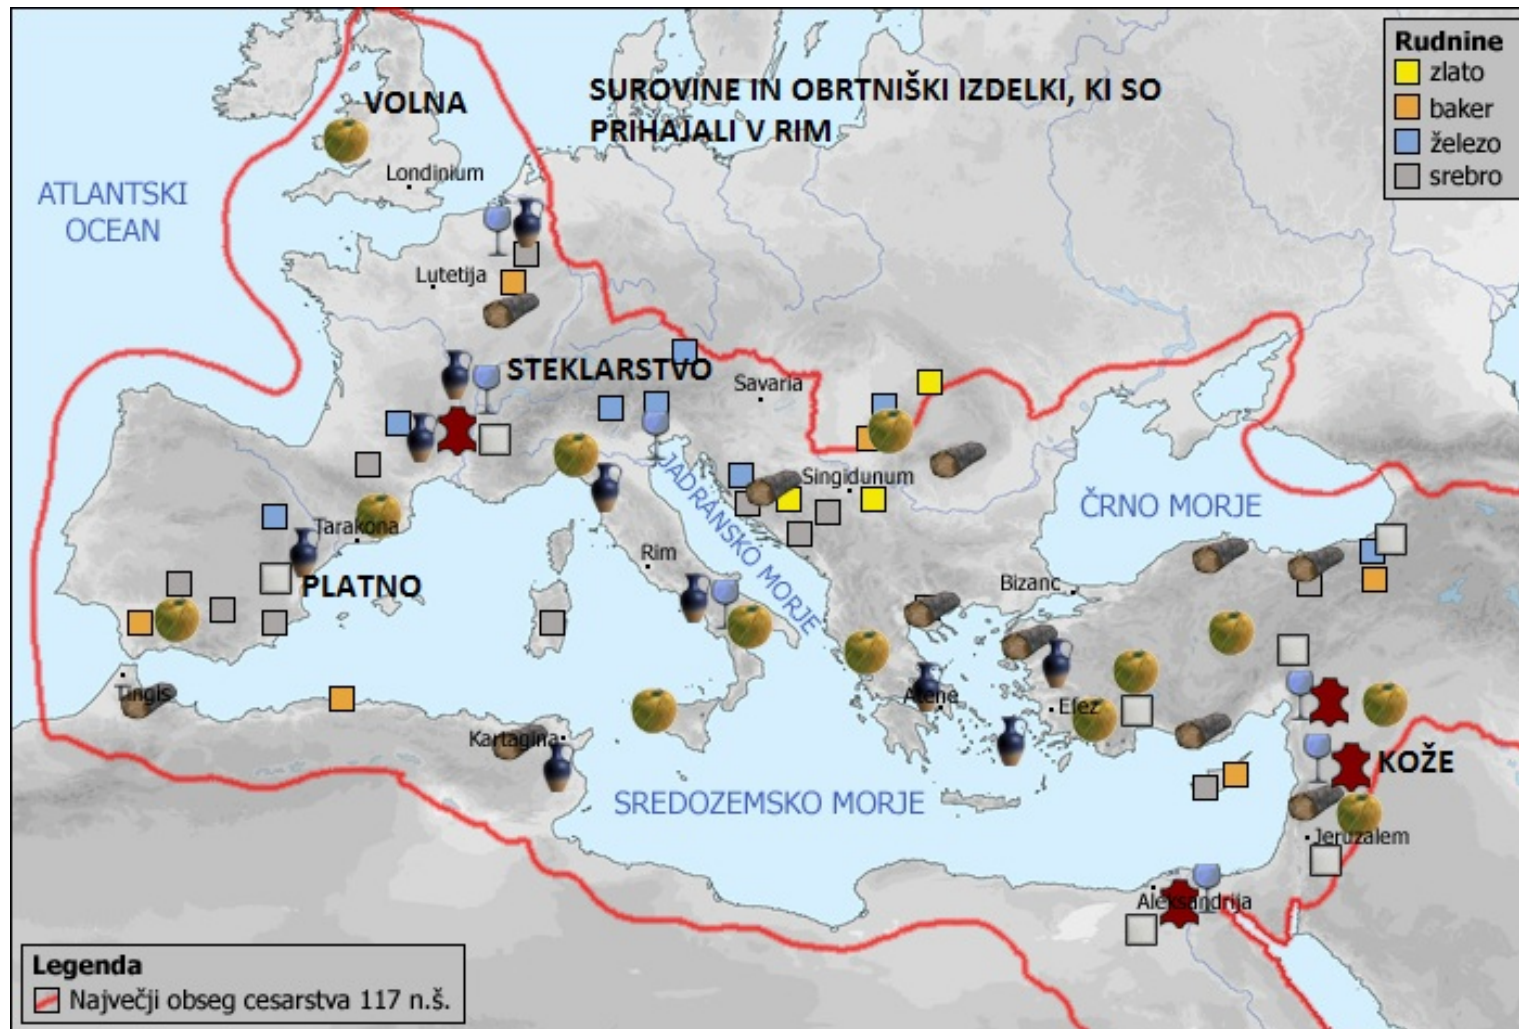 Rudnine
zlato
baker
železo
srebro
SUROVINE IN OBRTNIŠKI IZDELKI, KI SO
PRIHAJALI V RIM
VOLNA
Londinium
ATLANTSKI
OCEAN
Lutetija
STEKLARSTVO
Savaria
Singidunum
JADRANSKO MORJE
ČRNO MORJE
Tarakona
Rim
PLATNO
Bizanc
Tingis
Atene
Efez
Kartagina
KOŽE
SREDOZEMSKO MORJE
Jeruzalem
Aleksandrija
Legenda
Največji obseg cesarstva 117 n.š.